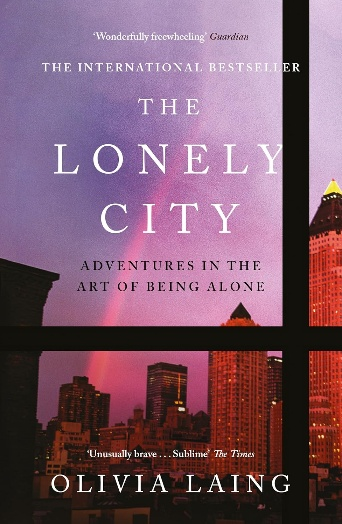 ‘Wonderfully freewheeling’ Guardian
THE INTERNATIONAL BESTSELLER
THE
LONELY
CITY
ADVENTURES IN THE
ART OF BEING ALONE
‘Unusually brave . . . Sublime’ The Times
OLIVIA LAING